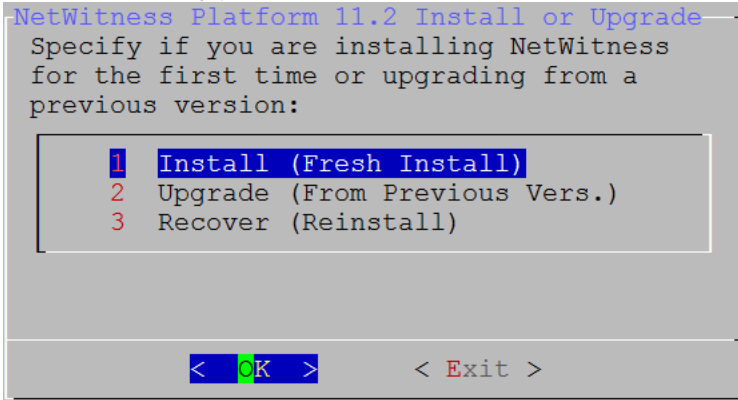 NetWitness Platform 11.2 Install or Upgrade
Specify if you are installing NetWitness
for the first time or upgrading from a
previous version:
1 Install (Fresh Install)
2 Upgrade (From Previous Vers.)
3 Recover (Reinstall)
< OK > < Exit >